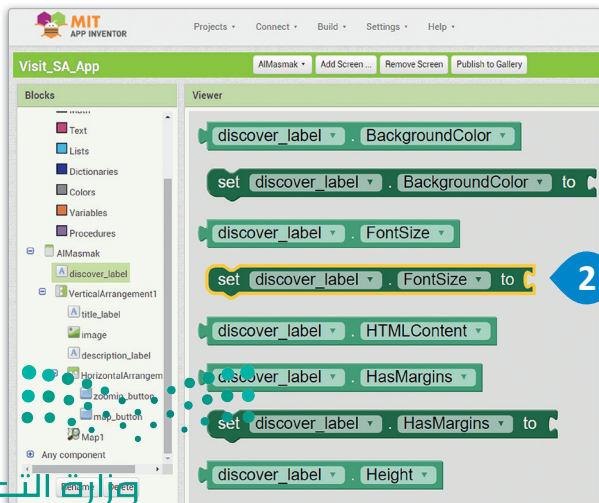 MIT
APP INVENTOR
Projects Connect Build Settings Help
Visit_SA_App
AlMasmak Add Screen ... Remove Screen Publish to Gallery
Blocks
Text
Lists
Dictionaries
Colors
Variables
Procedures
AlMasmak
discover_label
VerticalArrangement1
title_label
image
description_label
HorizontalArrangem
zoomin_button
map_button
Map1
Any component
Rename Delete
Viewer
discover_label . BackgroundColor
set discover_label . BackgroundColor to
discover_label . FontSize
set discover_label . FontSize to
2
discover_label . HTMLContent
discover_label . HasMargins
set discover_label . HasMargins to
discover_label . Height